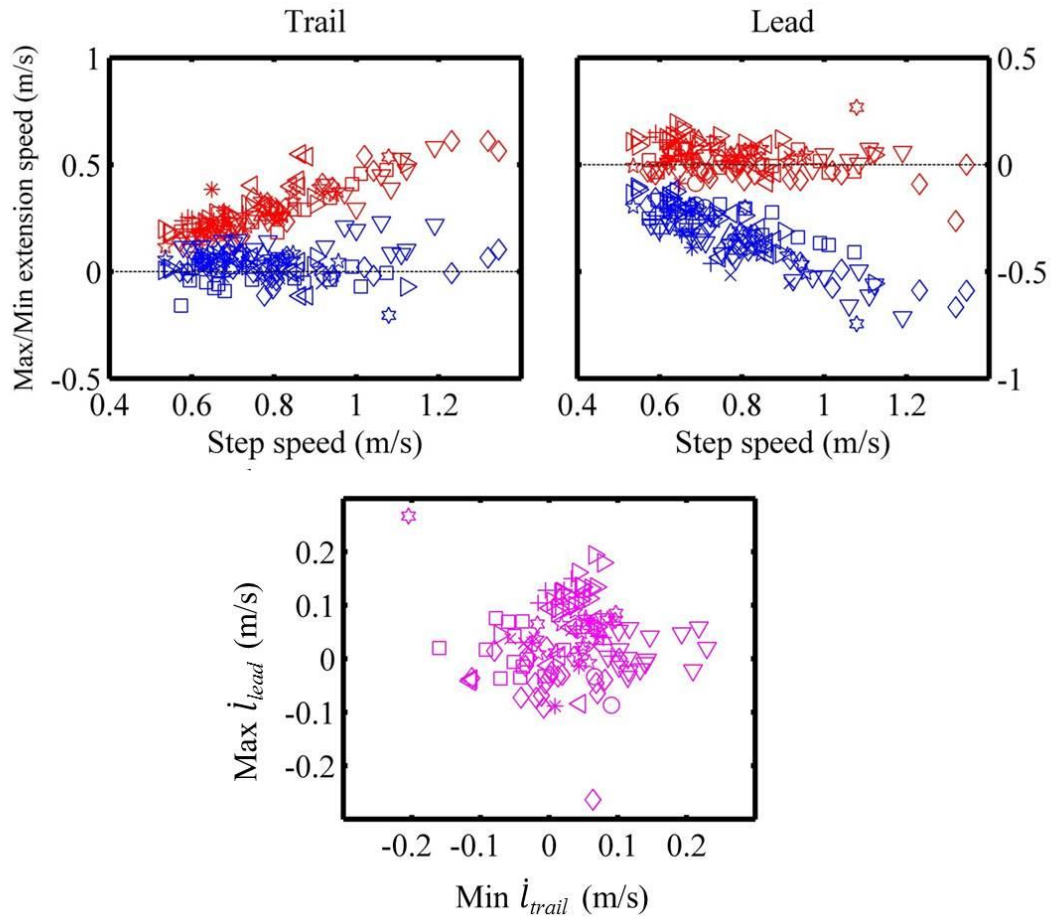 Trail
Lead
Max/Min extension speed (m/s)
1
0.5
0
-0.5
0.4 0.6 0.8 1 1.2
Step speed (m/s)
0.5
0
-0.5
-1
0.4 0.6 0.8 1 1.2
Step speed (m/s)
Max l̇lead (m/s)
0.2
0.1
0
-0.1
-0.2
-0.2 -0.1 0 0.1 0.2
Min l̇trail (m/s)